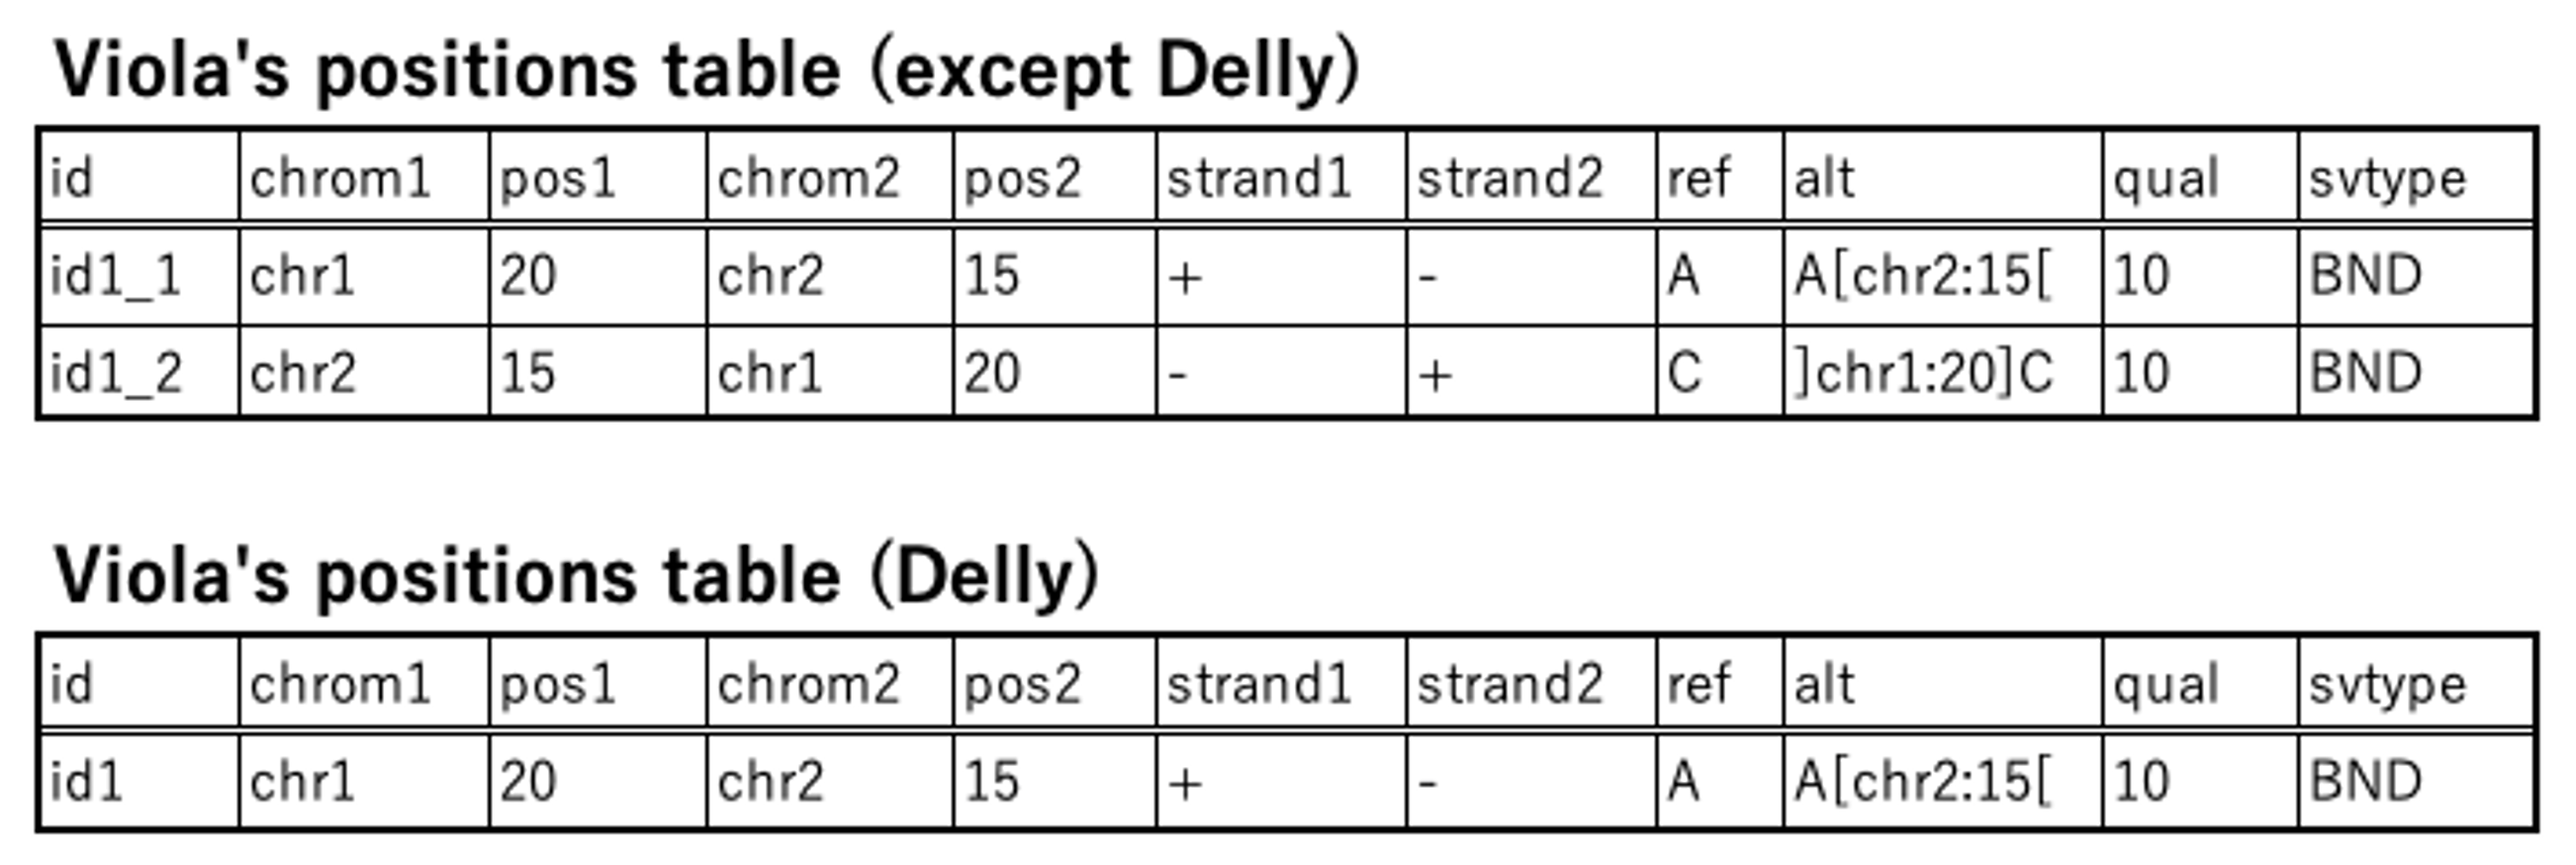 Viola's positions table (except Delly)
id chrom1 pos1 chrom2 pos2 strand1 strand2 ref alt qual svtype
id1_1 chr1 20 chr2 15 + - A A[chr2:15[ 10 BND
id1_2 chr2 15 chr1 20 - + C ]chr1:20]C 10 BND
Viola's positions table (Delly)
id chrom1 pos1 chrom2 pos2 strand1 strand2 ref alt qual svtype
id1 chr1 20 chr2 15 + - A A[chr2:15[ 10 BND